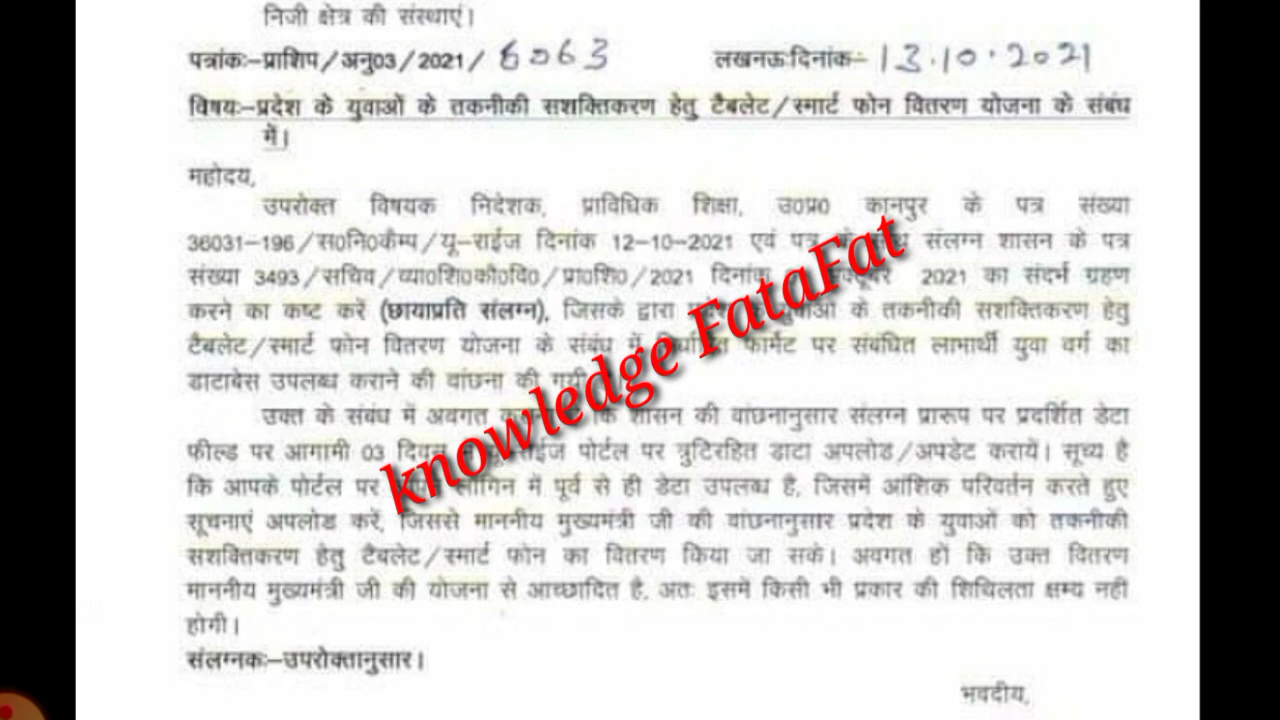 निजी क्षेत्र की संस्थाएं।
पत्रांकः–प्राशिप/अनु03/2021/ 6063 लखनऊःदिनांक– 13.10.2021
विषयः–प्रदेश के युवाओं के तकनीकी सशक्तिकरण हेतु टैबलेट/स्मार्ट फोन वितरण योजना के संबंध
में।
महोदय,
उपरोक्त विषयक निदेशक, प्राविधिक शिक्षा, उ0प्र0 कानपुर के पत्र संख्या
36031–196/स0नि0कैम्प/यू–राईज दिनांक 12–10–2021 एवं पत्र संलग्न शासन के पत्र
संख्या 3493/सचिव/व्या0शि0कौ0वि0/प्रा0शि0/2021 दिनांक 2021 का संदर्भ ग्रहण
करने का कष्ट करें (छायाप्रति संलग्न), जिसके द्वारा के तकनीकी सशक्तिकरण हेतु
टैबलेट/स्मार्ट फोन वितरण योजना के संबंध में फार्मेट पर संबंधित लाभार्थी युवा वर्ग का
डाटाबेस उपलब्ध कराने की वांछना की गयी
उक्त के संबंध में अवगत कि शासन की वांछनानुसार संलग्न प्रारूप पर प्रदर्शित डेटा
फील्ड पर आगामी 03 दिवस पोर्टल पर त्रुटिरहित डाटा अपलोड/अपडेट करायें। सूच्य है
कि आपके पोर्टल पर लॉगिन में पूर्व से ही डेटा उपलब्ध है, जिसमें आंशिक परिवर्तन करते हुए
सूचनाएं अपलोड करें, जिससे माननीय मुख्यमंत्री जी की वांछनानुसार प्रदेश के युवाओं को तकनीकी
सशक्तिकरण हेतु टैबलेट/स्मार्ट फोन का वितरण किया जा सके। अवगत हों कि उक्त वितरण
माननीय मुख्यमंत्री जी की योजना से आच्छादित है, अतः इसमें किसी भी प्रकार की शिथिलता क्षम्य नही
होगी।
संलग्नकः–उपरोक्तानुसार।
भवदीय,
knowledge FataFat